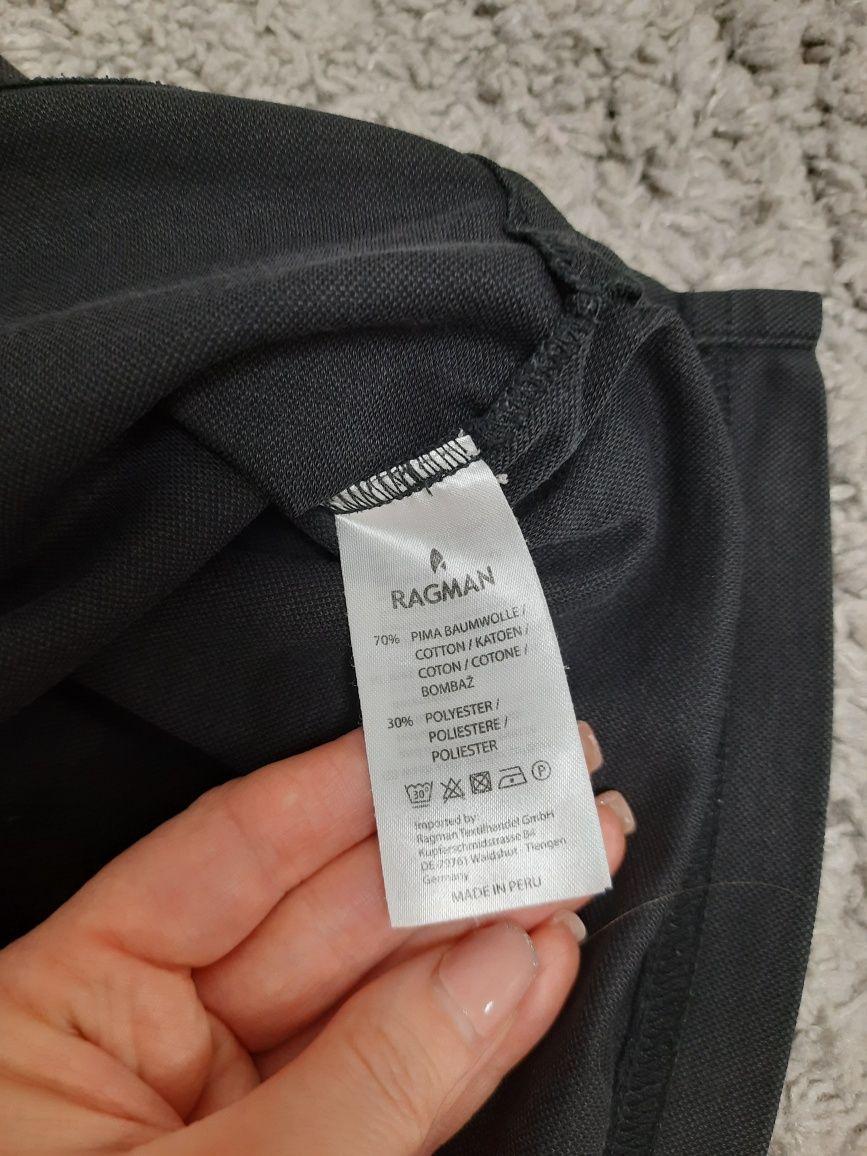 RAGMAN
70% PIMA BAUMWOLLE /
COTTON / KATOEN /
COTON / COTONE /
BOMBAŽ
30% POLYESTER /
POLIESTERE /
POLIESTER
30°
P
Imported by:
Ragman Textilhandel GmbH
Kupferschmidstrasse 84
DE-79761 Waldshut Tiengen
Germany
MADE IN PERU